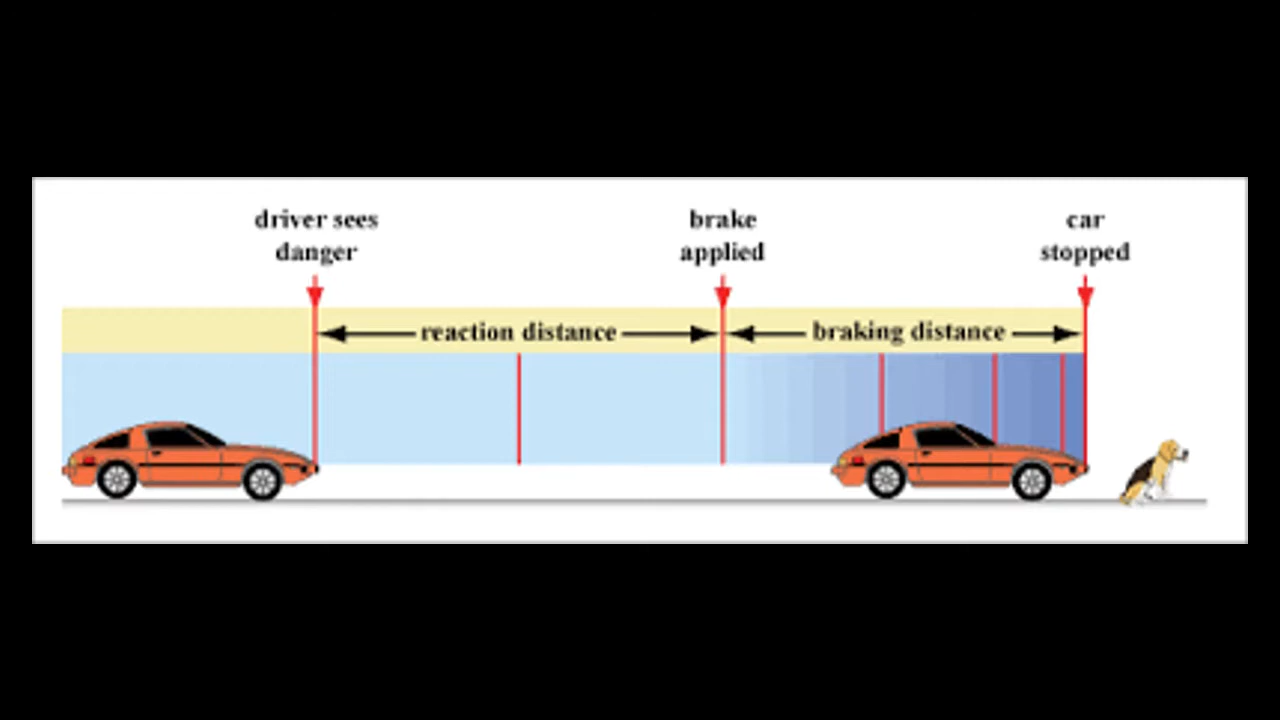 driver sees
danger
brake
applied
car
stopped
reaction distance
braking distance